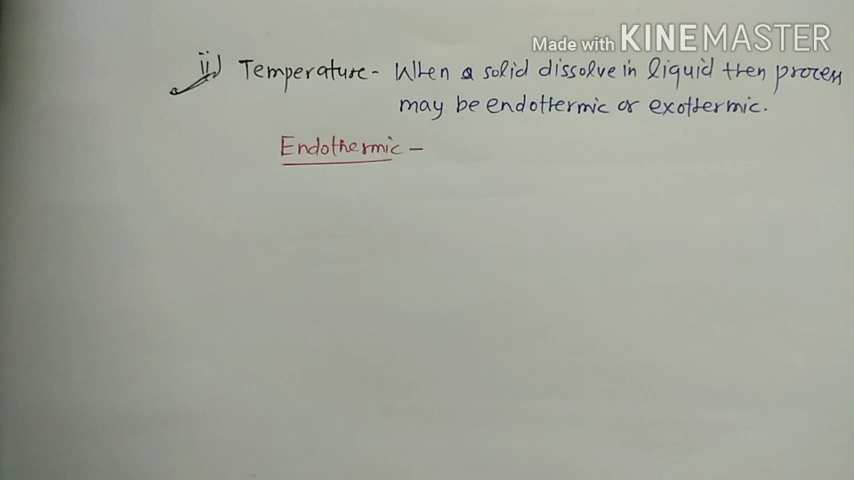 Made with KINEMASTER
ii) Temperature - When a solid dissolve in liquid then process
may be endothermic or exothermic.
Endothermic -